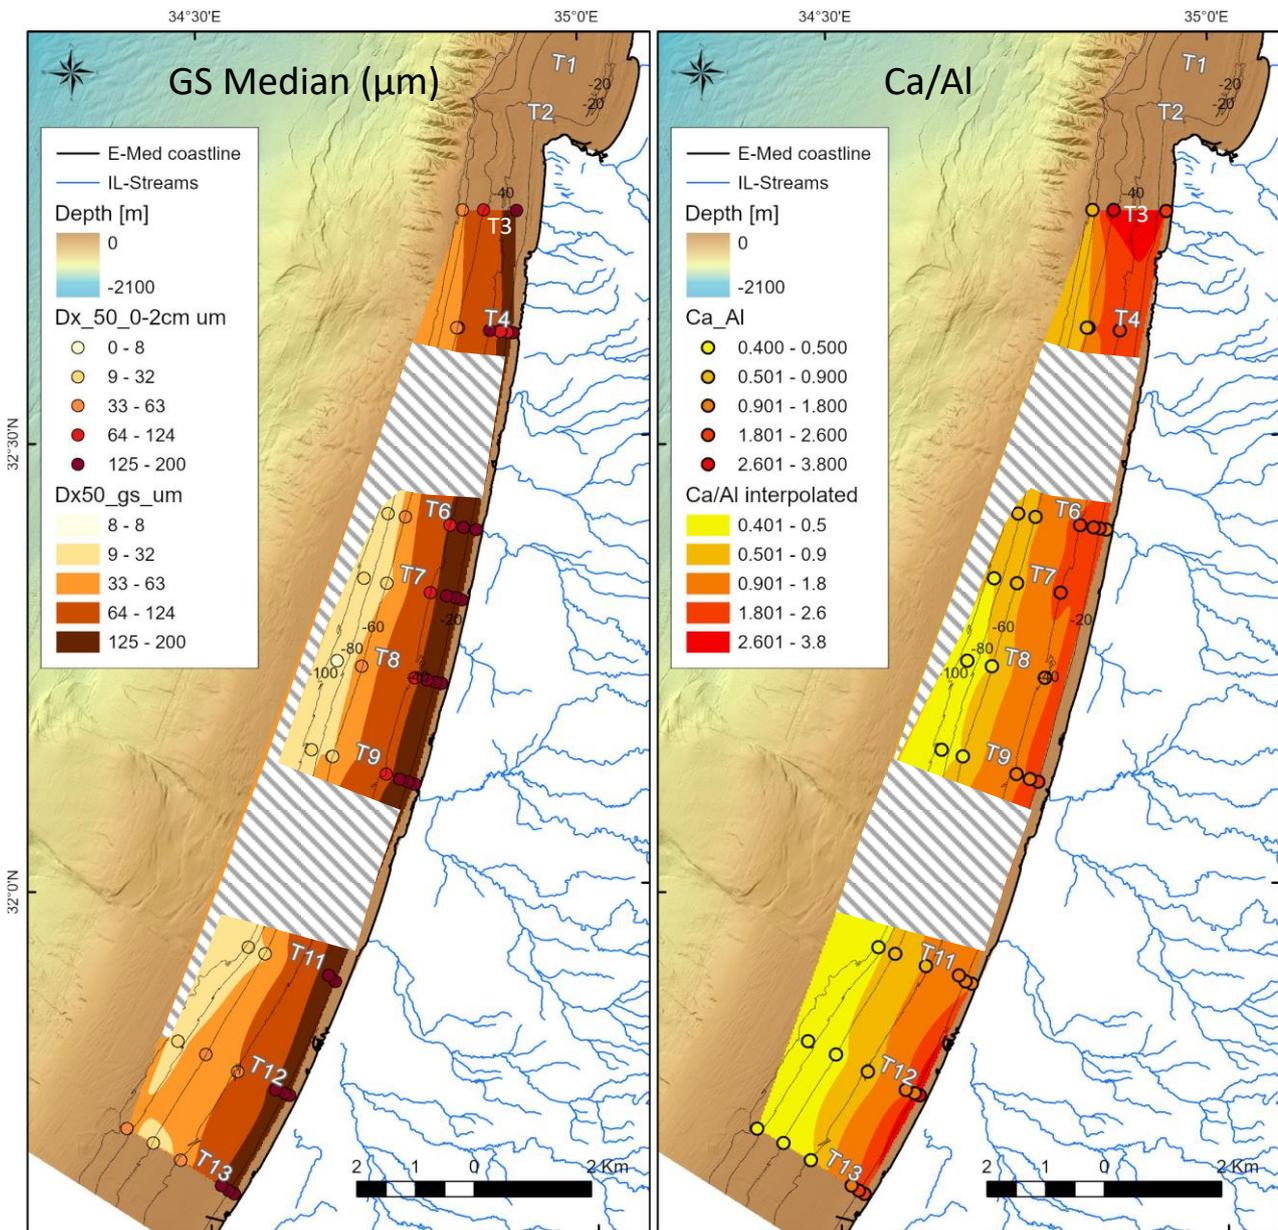 34°30'E
35°0'E
GS Median (µm)
T1
-20
-20
T2
E-Med coastline
IL-Streams
Depth [m]
0
-2100
Dx_50_0-2cm um
0 - 8
9 - 32
33 - 63
64 - 124
125 - 200
Dx50_gs_um
8 - 8
9 - 32
33 - 63
64 - 124
125 - 200
-40
T3
T4
T6
T7
-20
-60
T8
-80
-100
-40
T9
T11
T12
T13
32°30'N
32°0'N
2 1 0 2 Km
34°30'E
35°0'E
Ca/Al
T1
-20
-20
T2
E-Med coastline
IL-Streams
Depth [m]
0
-2100
Ca_Al
0.400 - 0.500
0.501 - 0.900
0.901 - 1.800
1.801 - 2.600
2.601 - 3.800
Ca/Al interpolated
0.401 - 0.5
0.501 - 0.9
0.901 - 1.8
1.801 - 2.6
2.601 - 3.8
-40
T3
T4
T6
T7
-20
-60
T8
-80
-100
-40
T9
T11
T12
T13
2 1 0 2 Km